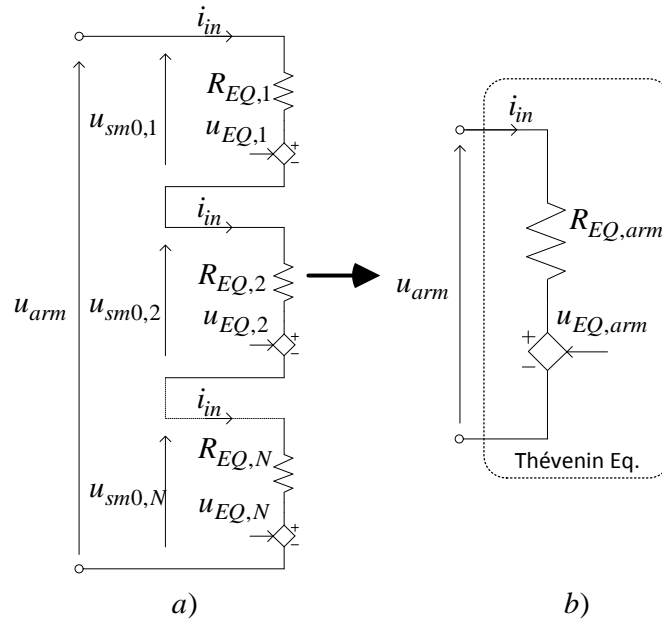 i_in
R_EQ,1
u_sm0,1
u_EQ,1
+
-
i_in
R_EQ,2
u_arm
u_sm0,2
u_EQ,2
+
-
i_in
R_EQ,N
u_sm0,N
u_EQ,N
+
-
a)
i_in
R_EQ,arm
u_arm
u_EQ,arm
+
-
Thévenin Eq.
b)